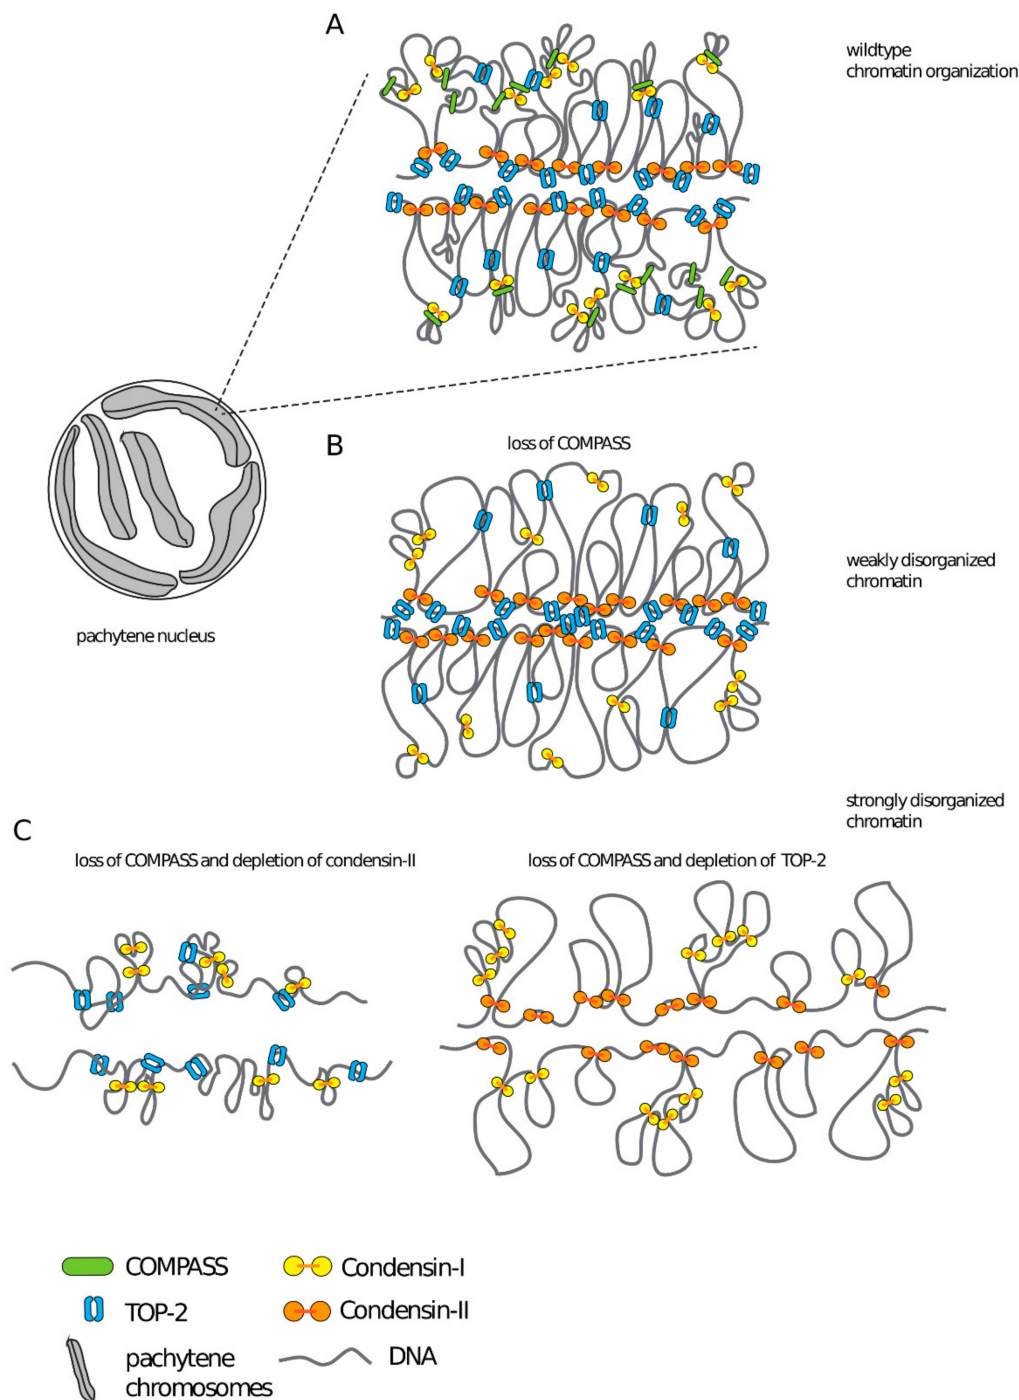 A
wildtype
chromatin organization
B
loss of COMPASS
weakly disorganized
chromatin
pachytene nucleus
strongly disorganized
chromatin
C
loss of COMPASS and depletion of condensin-II
loss of COMPASS and depletion of TOP-2
COMPASS
Condensin-I
TOP-2
Condensin-II
pachytene
chromosomes
DNA